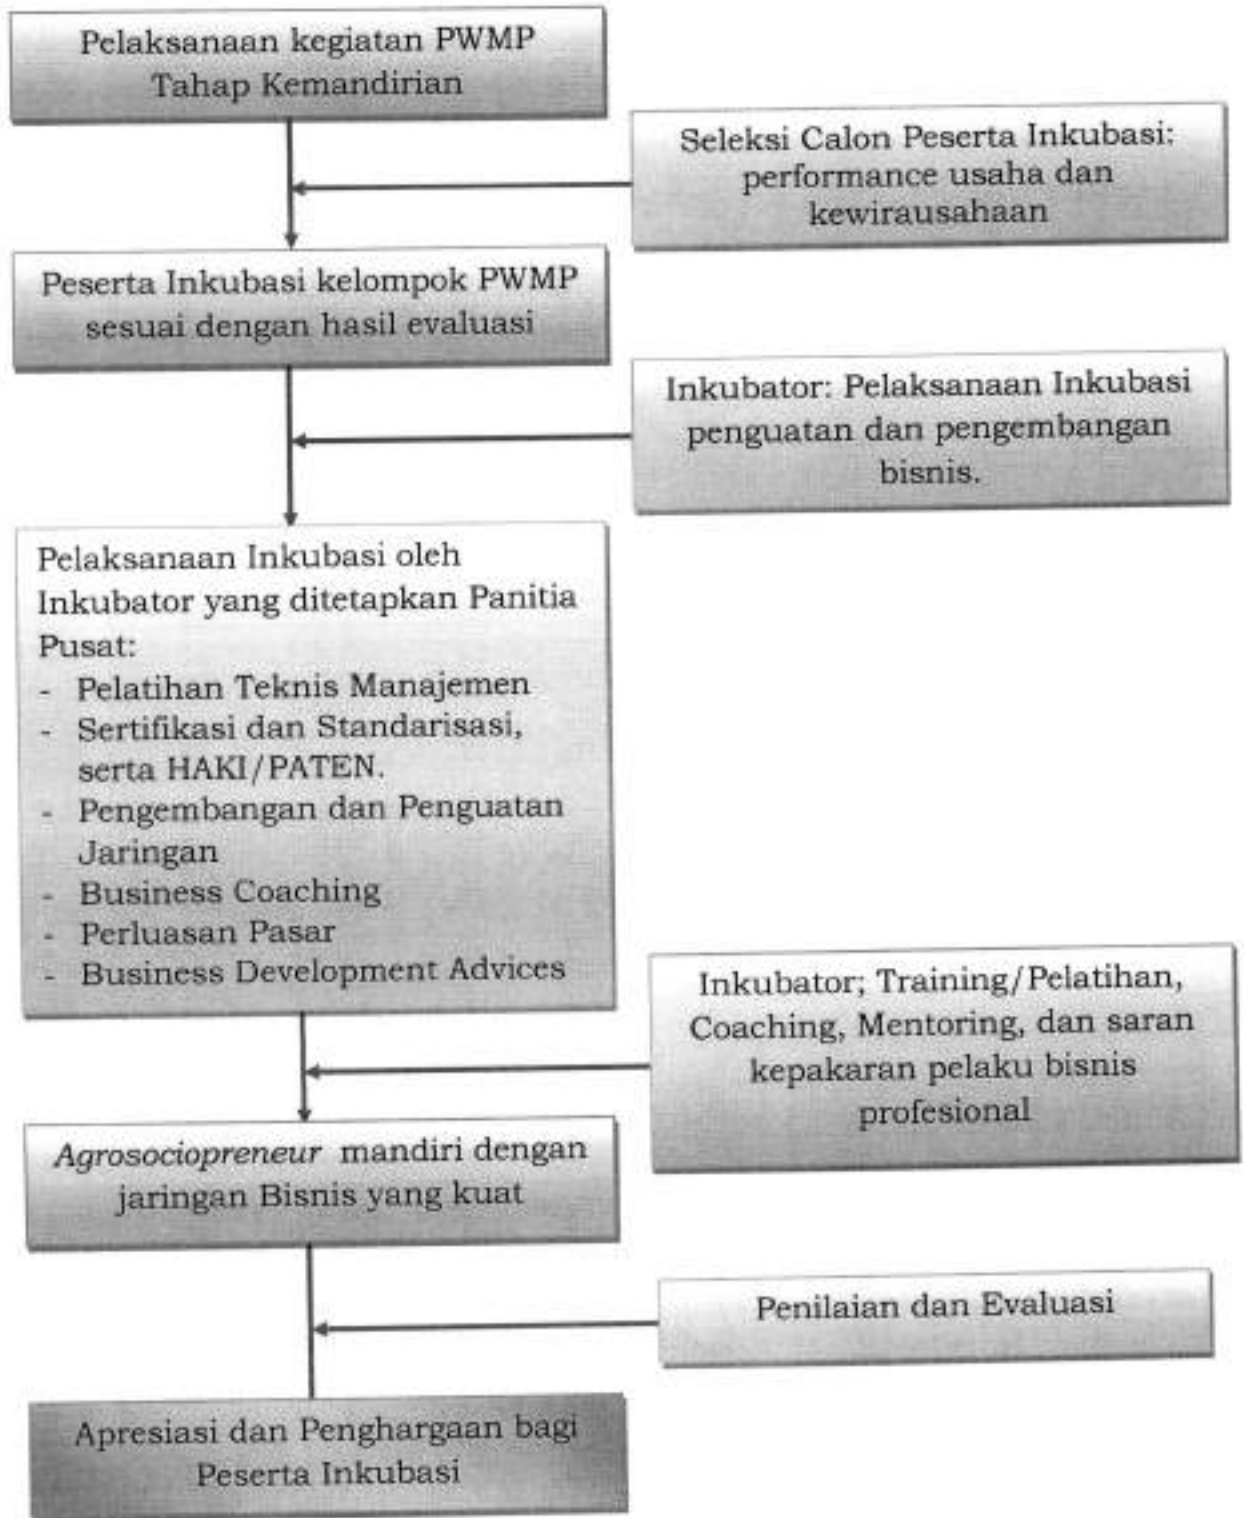 Pelaksanaan kegiatan PWMP
Tahap Kemandirian
Seleksi Calon Peserta Inkubasi:
performance usaha dan
kewirausahaan
Peserta Inkubasi kelompok PWMP
sesuai dengan hasil evaluasi
Inkubator: Pelaksanaan Inkubasi
penguatan dan pengembangan
bisnis.
Pelaksanaan Inkubasi oleh
Inkubator yang ditetapkan Panitia
Pusat:
- Pelatihan Teknis Manajemen
- Sertifikasi dan Standarisasi,
serta HAKI/PATEN.
- Pengembangan dan Penguatan
Jaringan
- Business Coaching
- Perluasan Pasar
- Business Development Advices
Inkubator; Training/Pelatihan,
Coaching, Mentoring, dan saran
kepakaran pelaku bisnis
profesional
Agrosociopreneur mandiri dengan
jaringan Bisnis yang kuat
Penilaian dan Evaluasi
Apresiasi dan Penghargaan bagi
Peserta Inkubasi